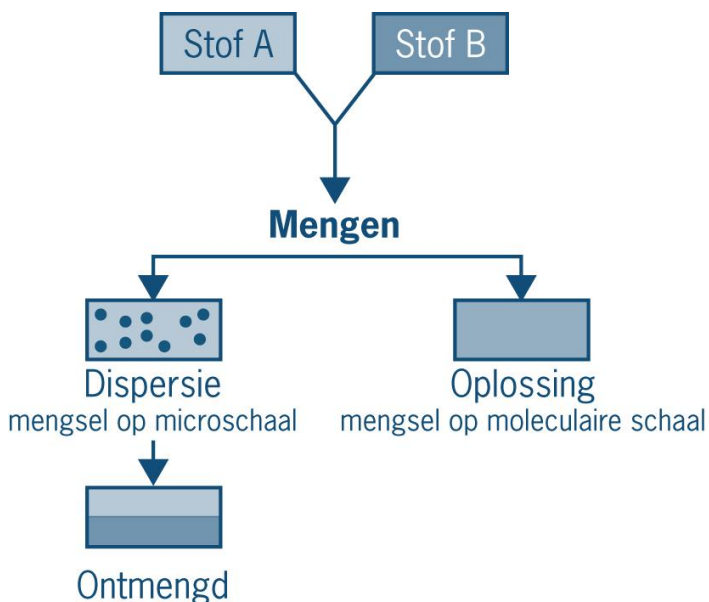 Stof A
Stof B
Mengen
Dispersie
mengsel op microschaal
Oplossing
mengsel op moleculaire schaal
Ontmengd